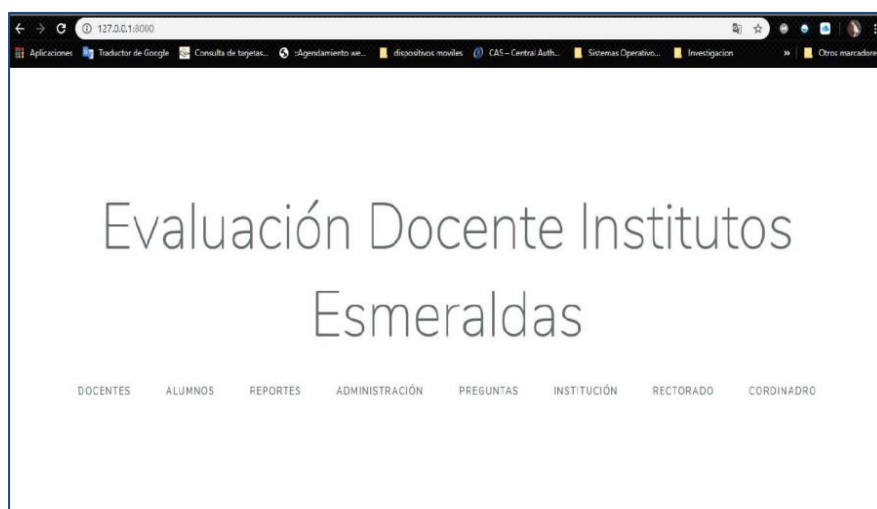 127.0.0.1:8000
Aplicaciones Traductor de Google Consulta de tarjetas... :Agendamiento we... dispositivos moviles CAS – Central Auth... Sistemas Operativo... Investigacion » Otros marcadore
Evaluación Docente Institutos
Esmeraldas
DOCENTES ALUMNOS REPORTES ADMINISTRACIÓN PREGUNTAS INSTITUCIÓN RECTORADO CORDINADRO